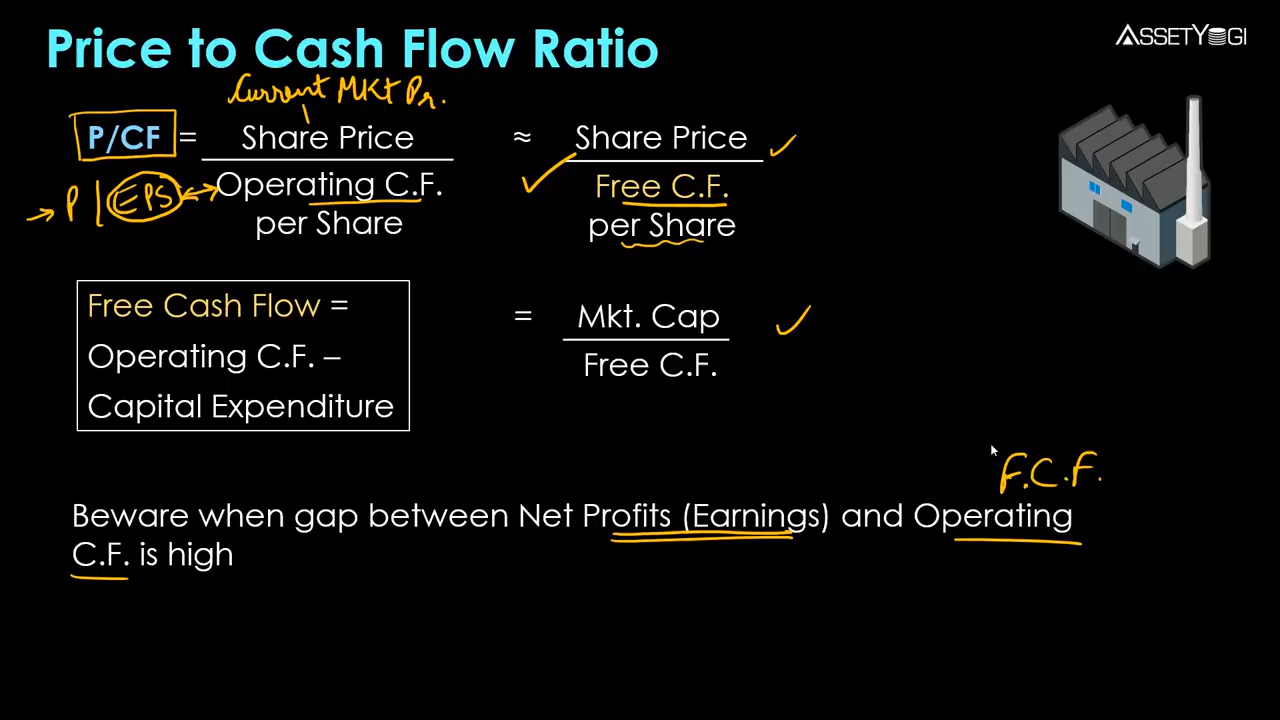 Price to Cash Flow Ratio
ASSETYOGI
Current Mkt Pr.
P/CF = Share Price ≈ Share Price
Operating C.F. Free C.F.
P | EPS
per Share per Share
Free Cash Flow =
Operating C.F. –
Capital Expenditure
= Mkt. Cap
Free C.F.
F.C.F.
Beware when gap between Net Profits (Earnings) and Operating
C.F. is high